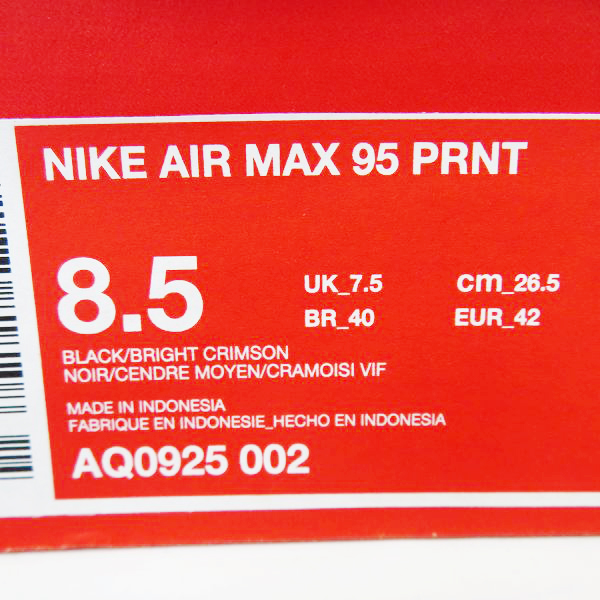 NIKE AIR MAX 95 PRNT
8.5 UK_7.5 cm_26.5
BR_40 EUR_42
BLACK/BRIGHT CRIMSON
NOIR/CENDRE MOYEN/CRAMOISI VIF
MADE IN INDONESIA
FABRIQUE EN INDONESIE_HECHO EN INDONESIA
AQ0925 002